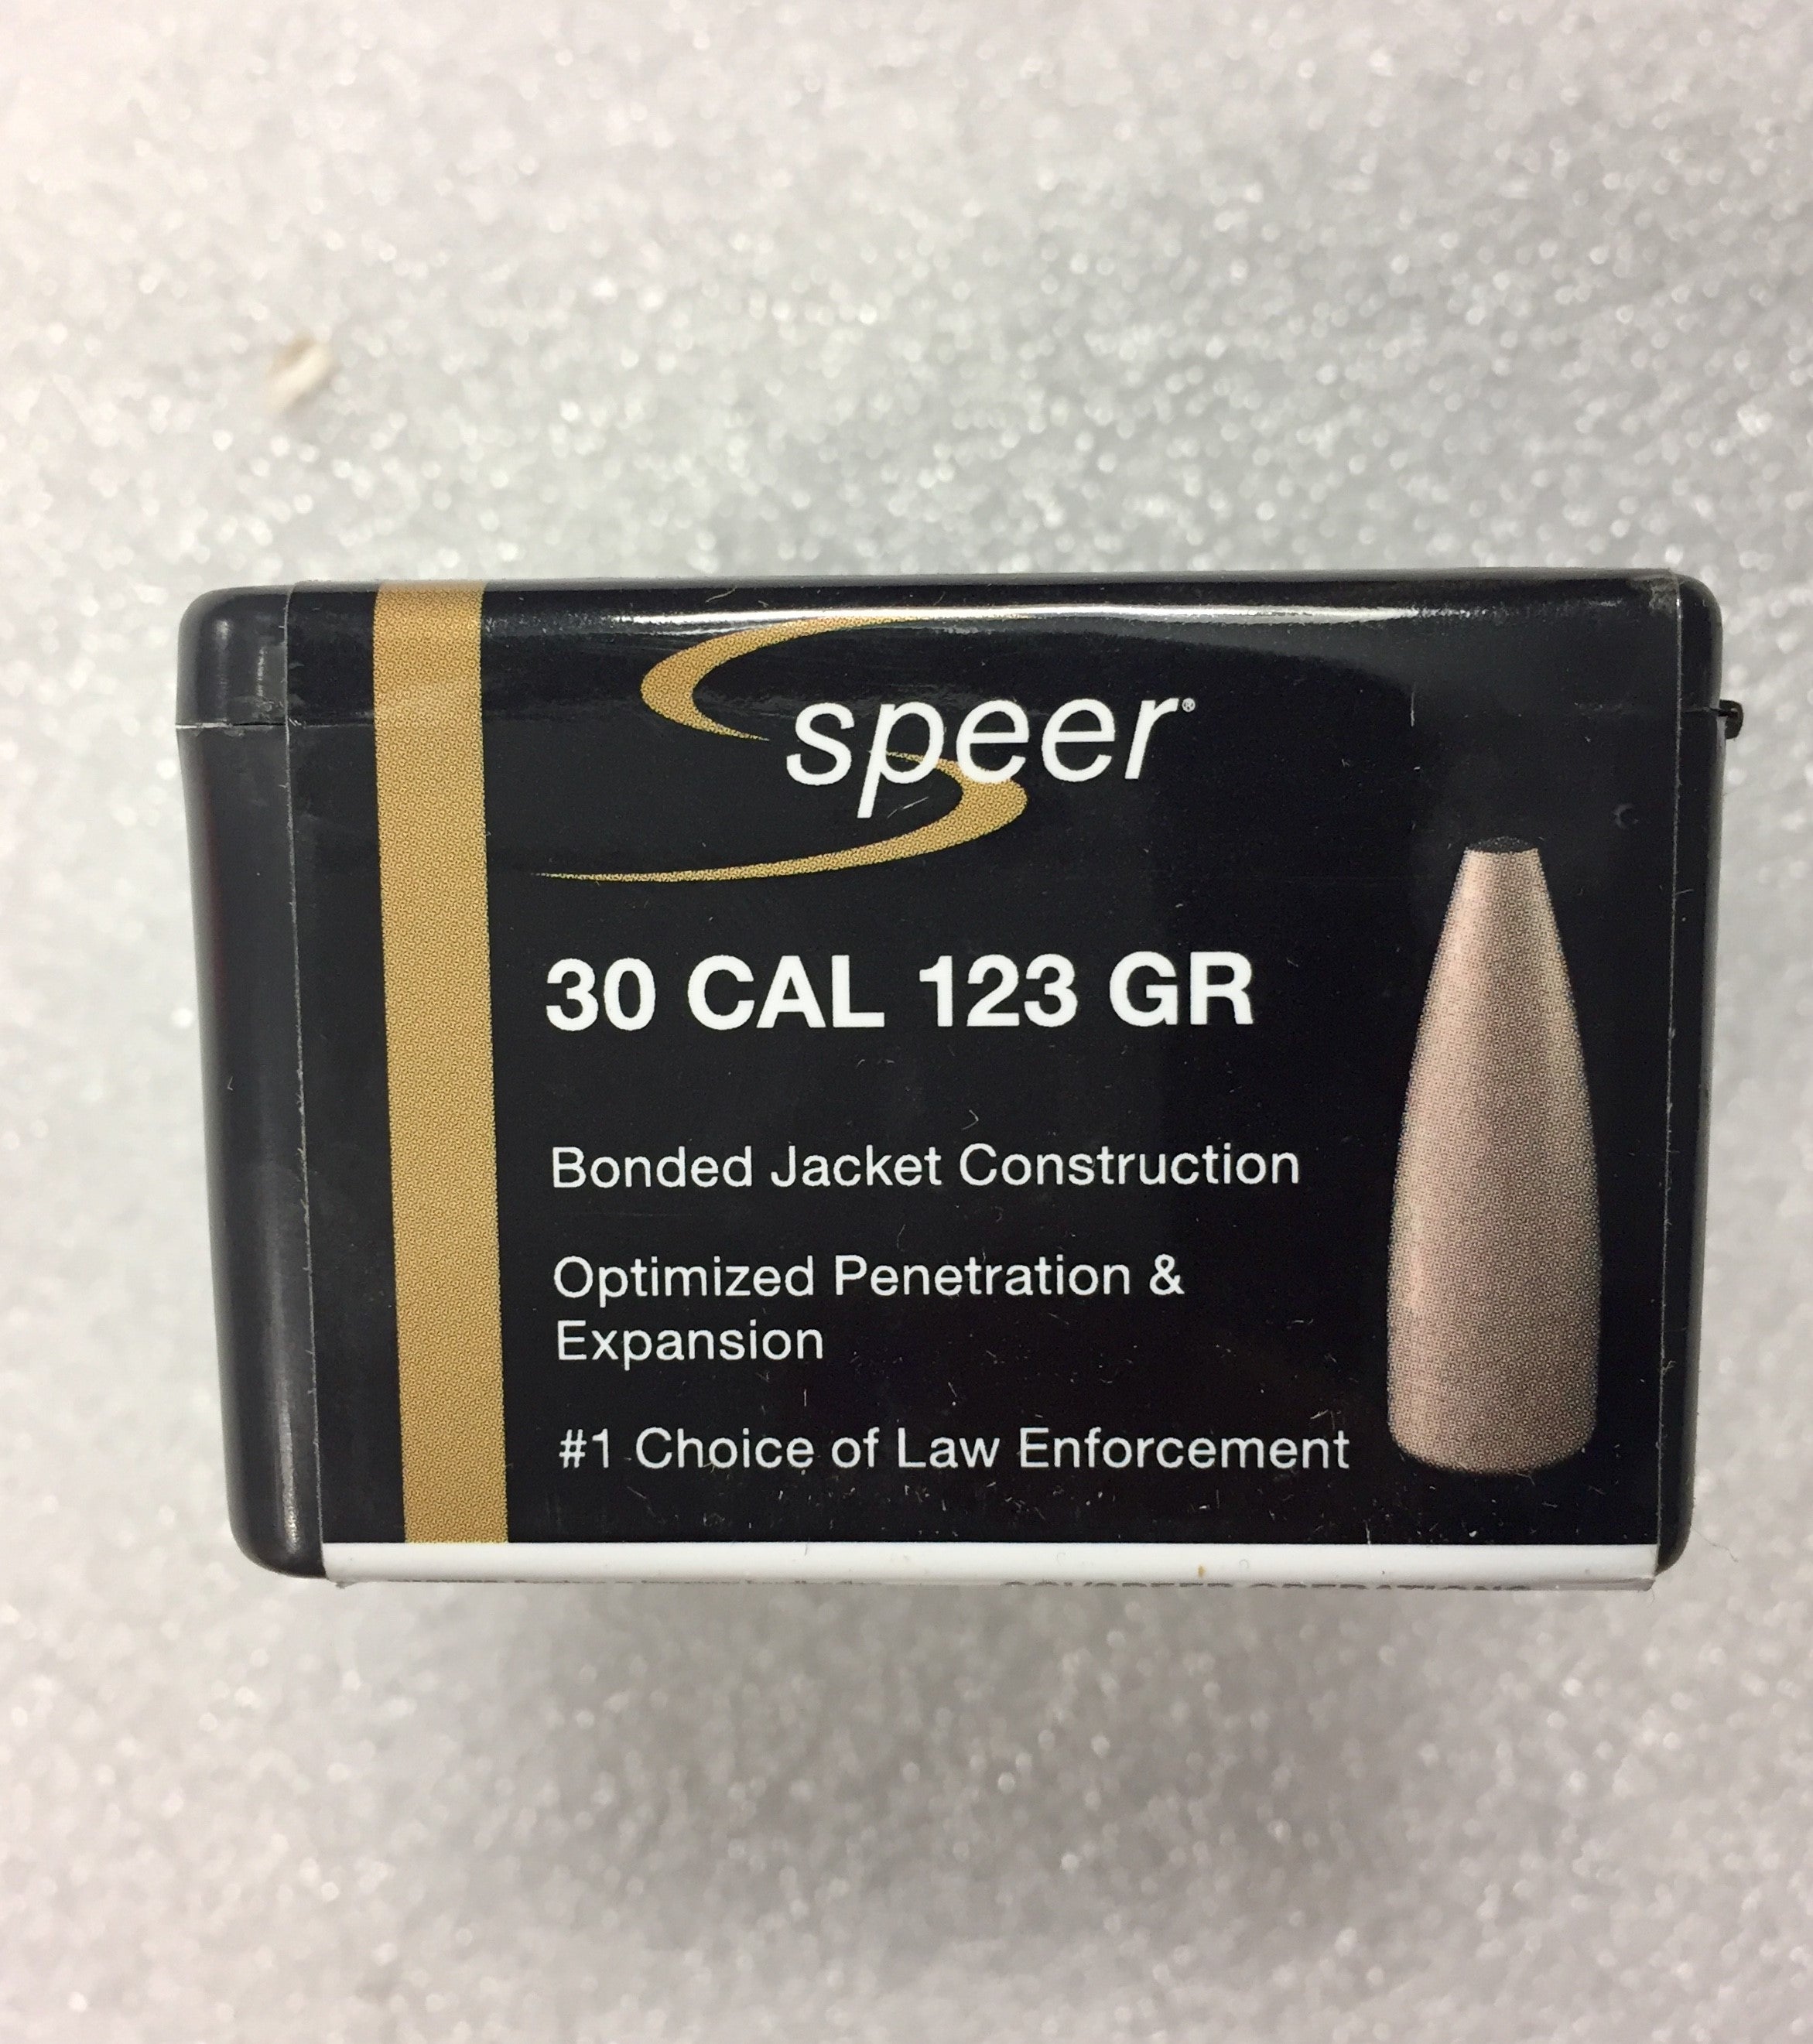 speer®
30 CAL 123 GR
Bonded Jacket Construction
Optimized Penetration &
Expansion
#1 Choice of Law Enforcement